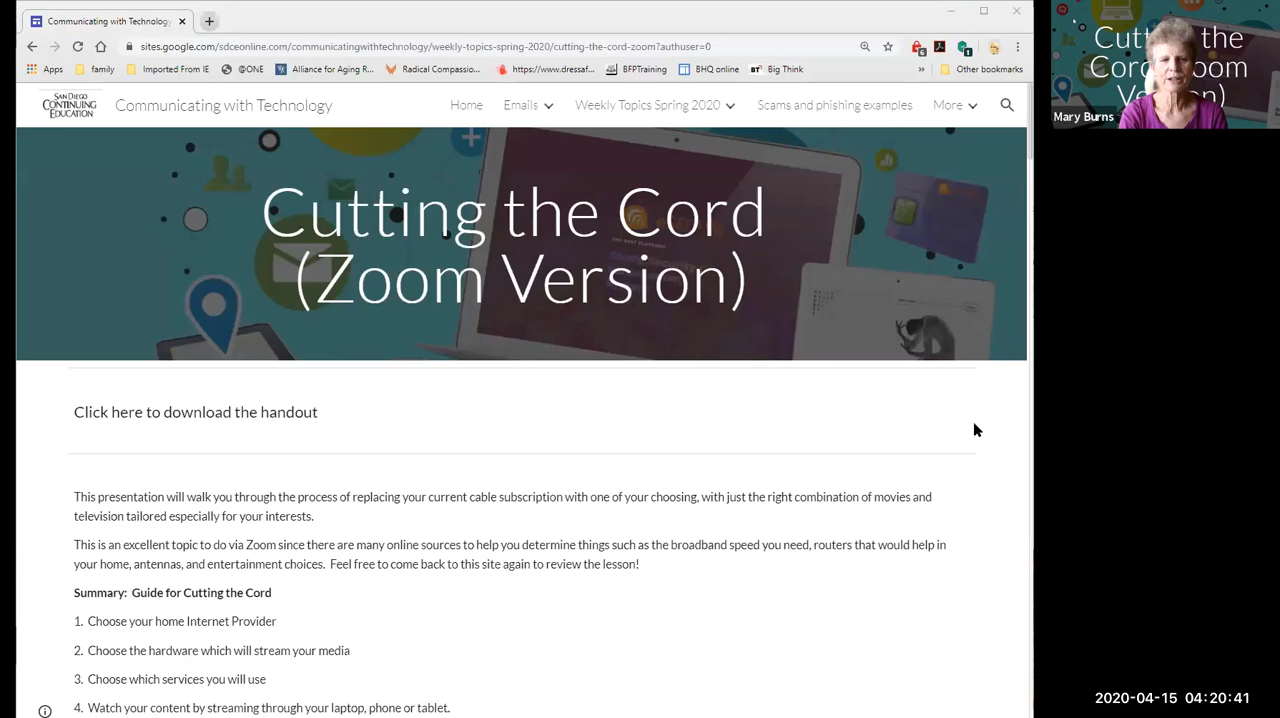 Communicating with Technology
sites.google.com/sdceonline.com/communicatingwithtechnology/weekly-topics-spring-2020/cutting-the-cord-zoom?authuser=0
Apps family Imported From IE @ONE Alliance for Aging R... Radical Compassio... https://www.dressaf... BFPTraining BHQ online BT Big Think » Other bookmarks
SAN DIEGO
CONTINUING
EDUCATION
Communicating with Technology Home Emails Weekly Topics Spring 2020 Scams and phishing examples More
Cutting the Cord
(Zoom Version)
Click here to download the handout
This presentation will walk you through the process of replacing your current cable subscription with one of your choosing, with just the right combination of movies and
television tailored especially for your interests.
This is an excellent topic to do via Zoom since there are many online sources to help you determine things such as the broadband speed you need, routers that would help in
your home, antennas, and entertainment choices. Feel free to come back to this site again to review the lesson!
Summary: Guide for Cutting the Cord
1. Choose your home Internet Provider
2. Choose the hardware which will stream your media
3. Choose which services you will use
4. Watch your content by streaming through your laptop, phone or tablet.
Mary Burns
2020-04-15 04:20:41